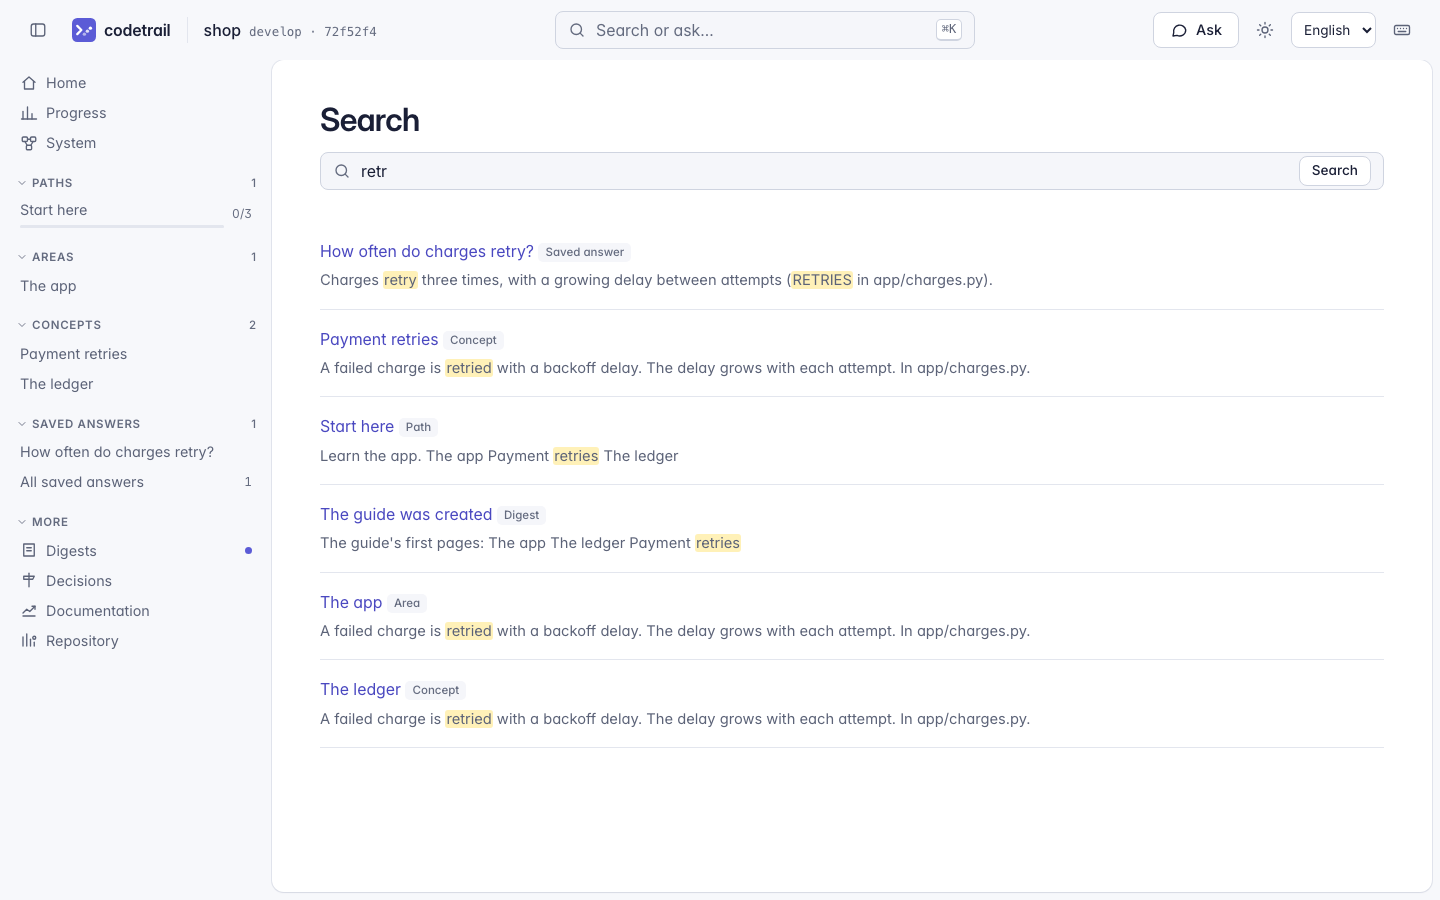 codetrail
shop develop · 72f52f4
Search or ask...
⌘K
Ask
English
Home
Progress
System
PATHS 1
Start here 0/3
AREAS 1
The app
CONCEPTS 2
Payment retries
The ledger
SAVED ANSWERS 1
How often do charges retry?
All saved answers 1
MORE
Digests
Decisions
Documentation
Repository
Search
retr
Search
How often do charges retry? Saved answer
Charges retry three times, with a growing delay between attempts (RETRIES in app/charges.py).
Payment retries Concept
A failed charge is retried with a backoff delay. The delay grows with each attempt. In app/charges.py.
Start here Path
Learn the app. The app Payment retries The ledger
The guide was created Digest
The guide's first pages: The app The ledger Payment retries
The app Area
A failed charge is retried with a backoff delay. The delay grows with each attempt. In app/charges.py.
The ledger Concept
A failed charge is retried with a backoff delay. The delay grows with each attempt. In app/charges.py.